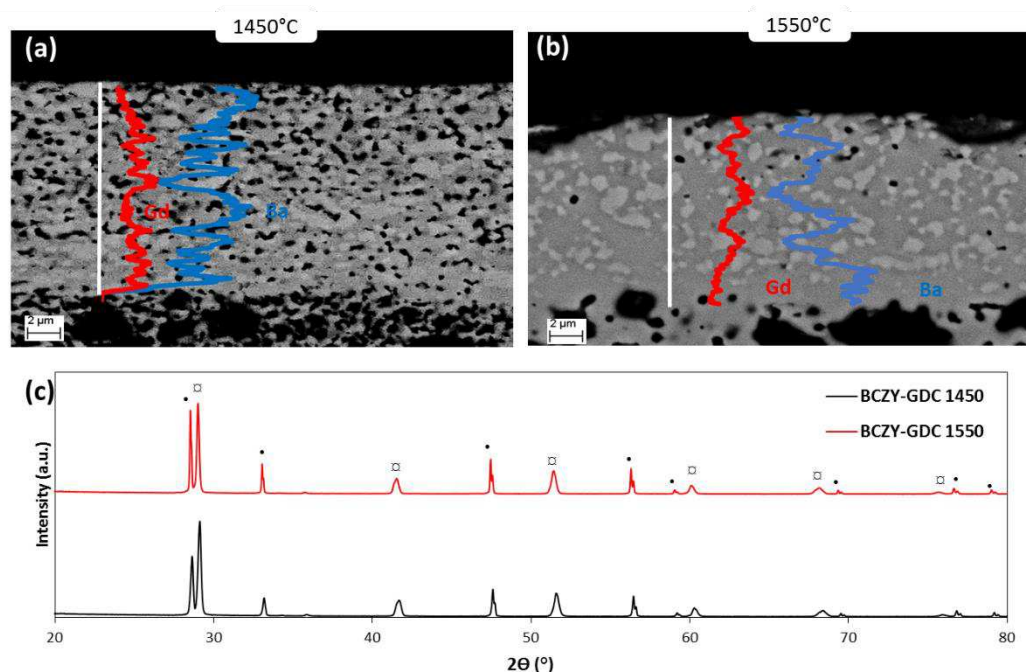 1450°C
1550°C
(a)
(b)
Gd
Ba
Gd
Ba
2 µm
2 µm
(c)
• ¤ • ¤ • ¤ • • ¤ ¤ • ¤ • •
BCZY-GDC 1450
BCZY-GDC 1550
Intensity (a.u.)
20 30 40 50 60 70 80
2Ɵ (°)